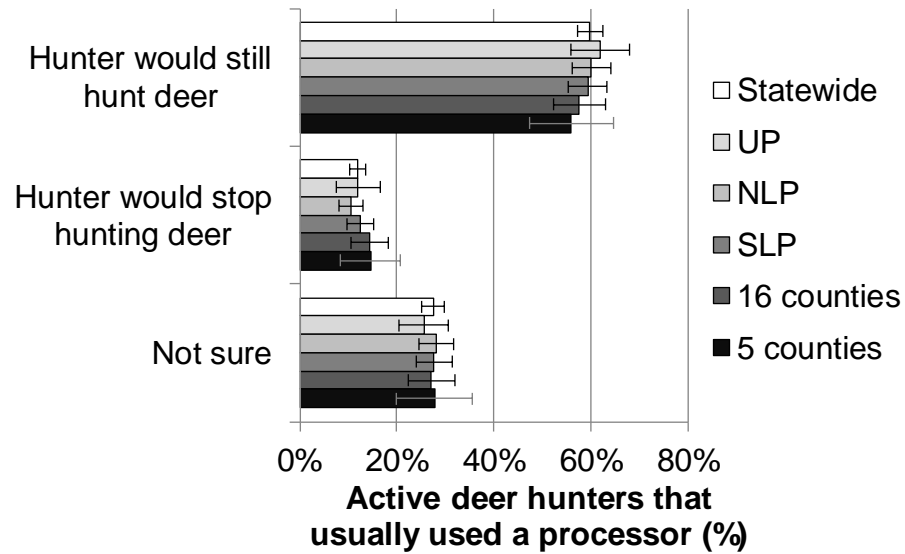 Hunter would still
hunt deer
Hunter would stop
hunting deer
Not sure
Statewide
UP
NLP
SLP
16 counties
5 counties
0% 20% 40% 60% 80%
Active deer hunters that
usually used a processor (%)